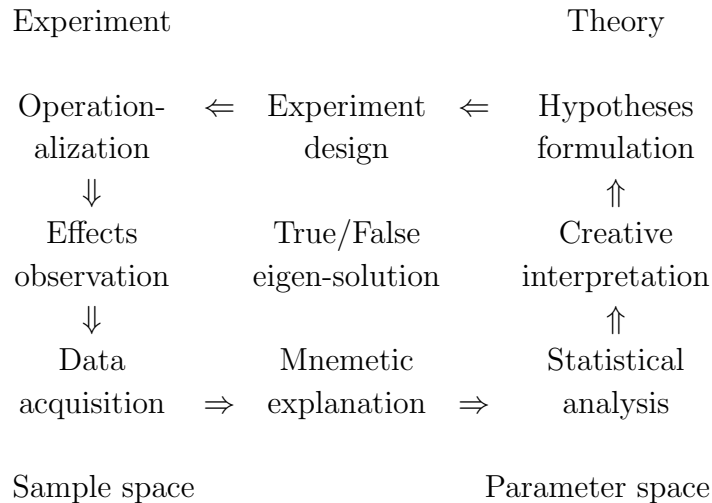 Experiment Theory
Operation- ⇐ Experiment ⇐ Hypotheses
alization design formulation
⇓ ⇑
Effects True/False Creative
observation eigen-solution interpretation
⇓ ⇑
Data Mnemetic Statistical
acquisition ⇒ explanation ⇒ analysis
Sample space Parameter space